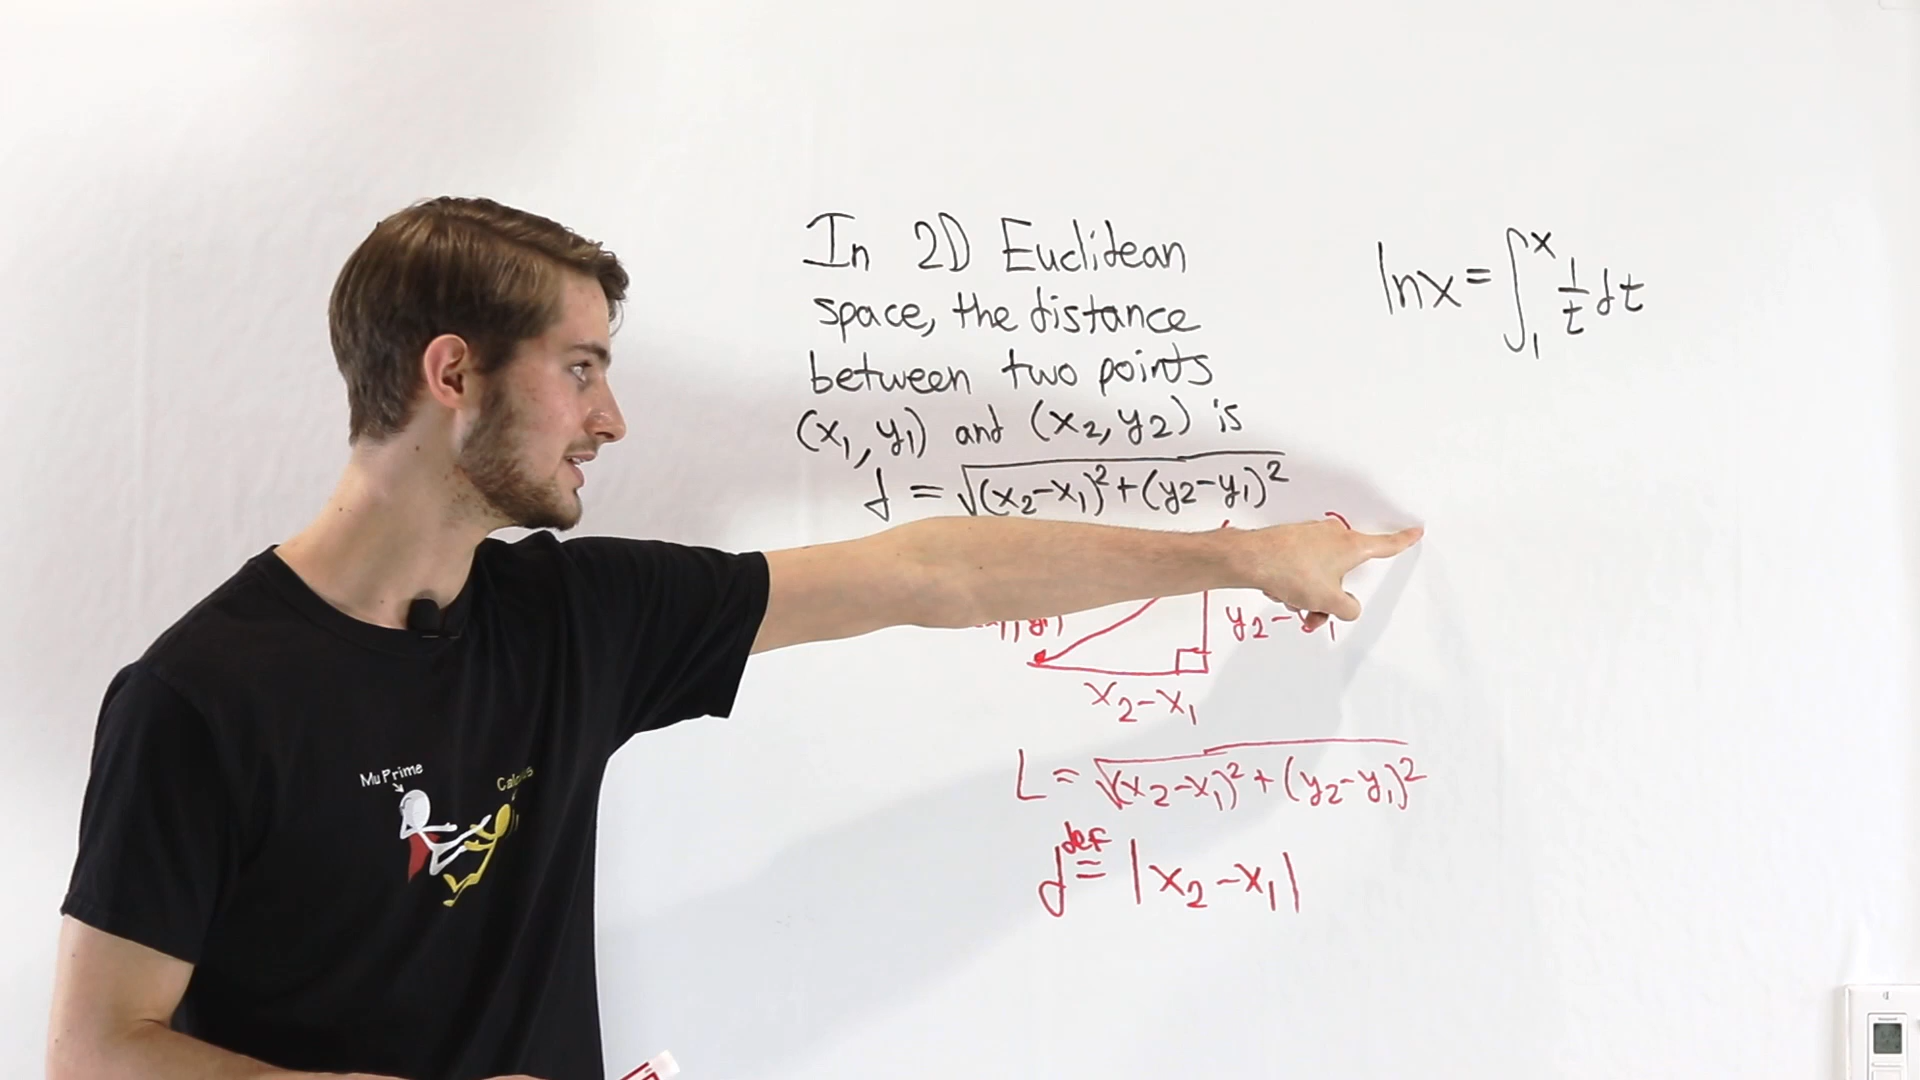 In 2D Euclidean
space, the distance
between two points
(x₁, y₁) and (x₂, y₂) is
d = √(x₂-x₁)²+(y₂-y₁)²
y₂-y₁
x₂-x₁
L = √(x₂-x₁)²+(y₂-y₁)²
d def= |x₂-x₁|
lnx = ∫₁ˣ 1/t dt
MuPrime
Calculus